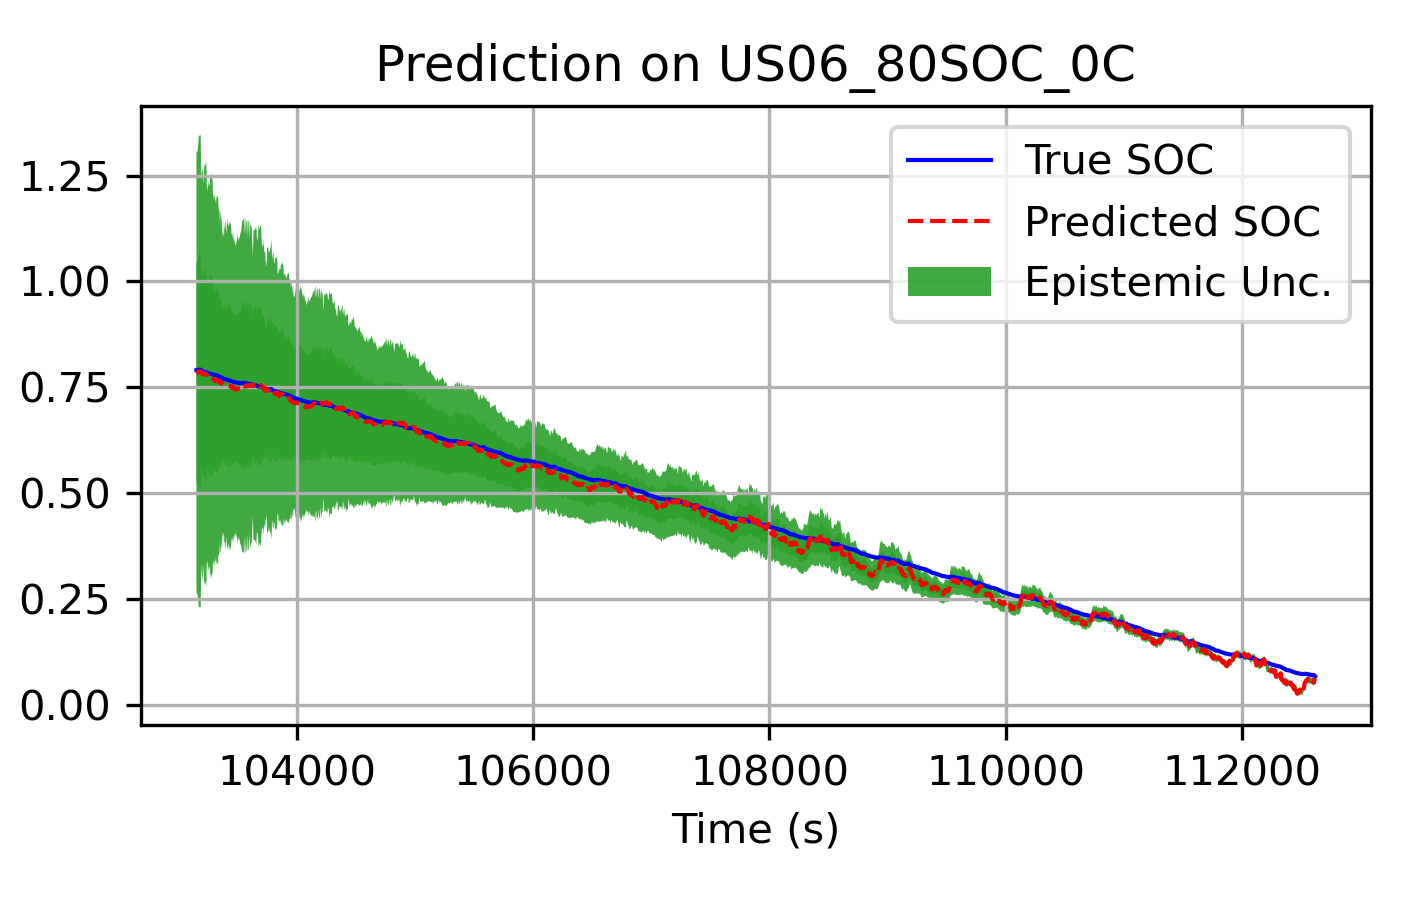 Prediction on US06_80SOC_0C
True SOC
Predicted SOC
Epistemic Unc.
1.25
1.00
0.75
0.50
0.25
0.00
104000 106000 108000 110000 112000
Time (s)